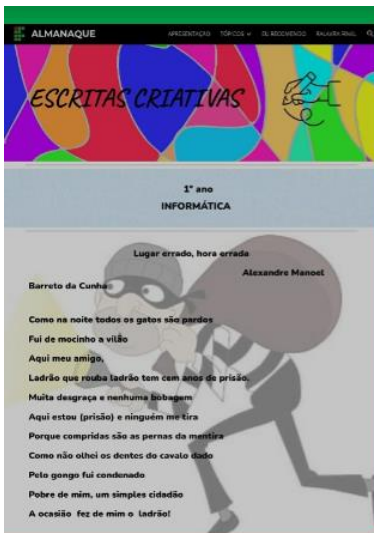 ALMANAQUE
APRESENTAÇÃO TÓPICOS EU RECOMENDO PALAVRA FINAL
ESCRITAS CRIATIVAS
1° ano
INFORMÁTICA
Lugar errado, hora errada
Alexandre Manoel
Barreto da Cunha
Como na noite todos os gatos são pardos
Fui de mocinho a vilão
Aqui meu amigo,
Ladrão que rouba ladrão tem cem anos de prisão.
Muita desgraça e nenhuma bobagem
Aqui estou (prisão) e ninguém me tira
Porque compridas são as pernas da mentira
Como não olhei os dentes do cavalo dado
Pelo gongo fui condenado
Pobre de mim, um simples cidadão
A ocasião fez de mim o ladrão!